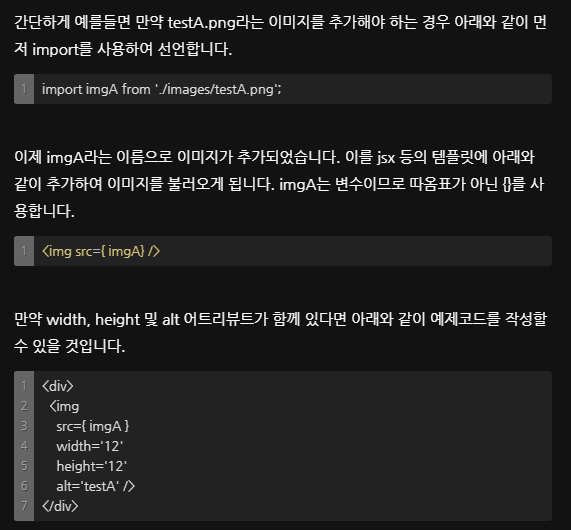 간단하게 예를들면 만약 testA.png라는 이미지를 추가해야 하는 경우 아래와 같이 먼
저 import를 사용하여 선언합니다.
1 import imgA from './images/testA.png';
이제 imgA라는 이름으로 이미지가 추가되었습니다. 이를 jsx 등의 템플릿에 아래와
같이 추가하여 이미지를 불러오게 됩니다. imgA는 변수이므로 따옴표가 아닌 {}를 사
용합니다.
1 <img src={ imgA} />
만약 width, height 및 alt 어트리뷰트가 함께 있다면 아래와 같이 예제코드를 작성할
수 있을 것입니다.
1 <div>
2 <img
3 src={ imgA }
4 width='12'
5 height='12'
6 alt='testA' />
7 </div>